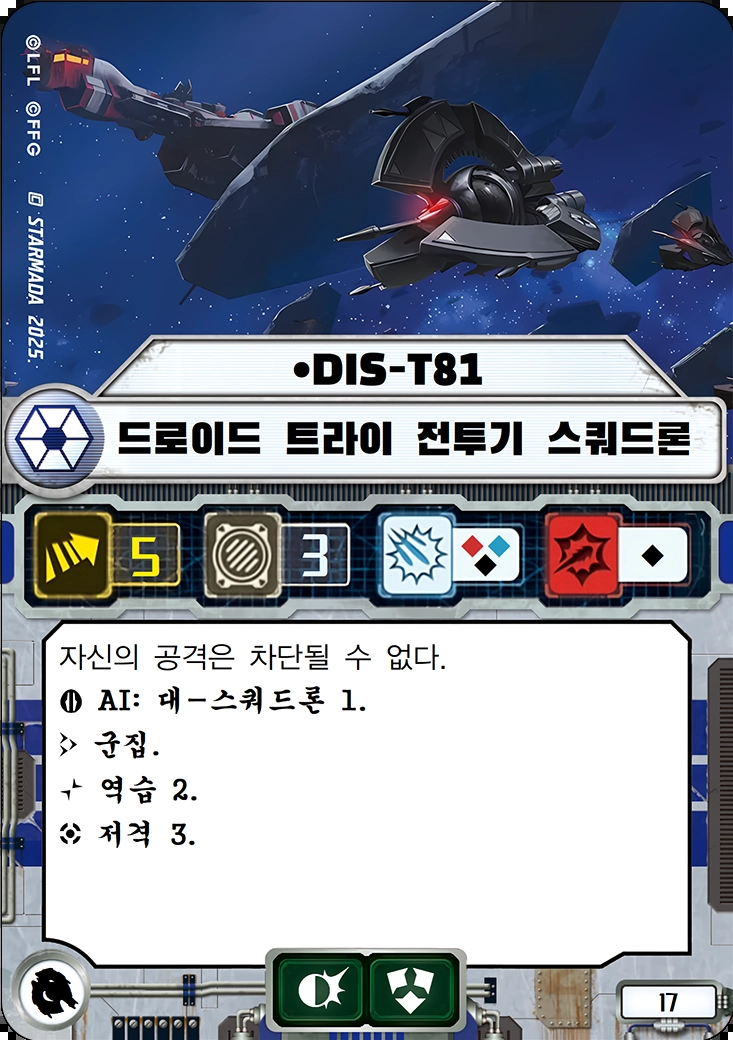 ©LFL ©FFG
STARMADA 2025.
•DIS-T81
드로이드 트라이 전투기 스쿼드론
5
3
자신의 공격은 차단될 수 없다.
AI: 대-스쿼드론 1.
군집.
역습 2.
저격 3.
17